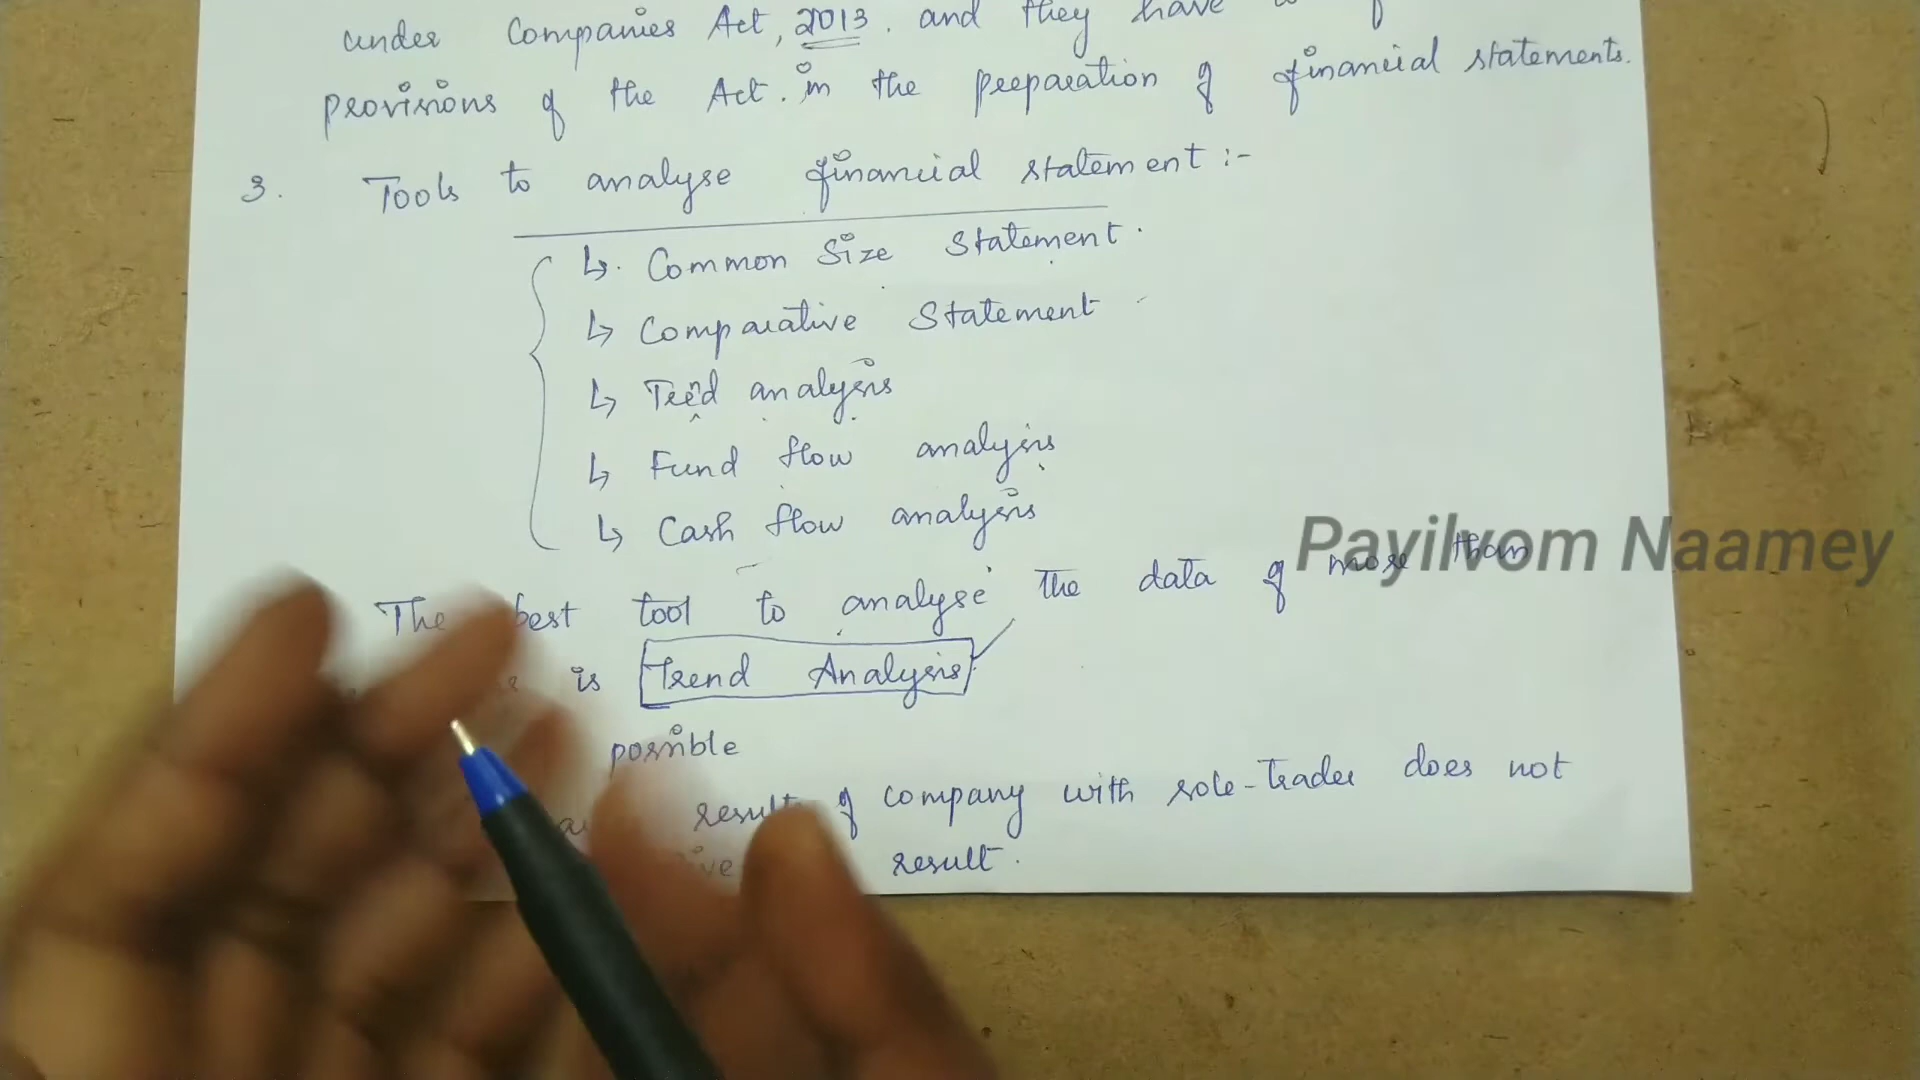 under Companies Act, 2013. and they have
provisions of the Act. in the preparation of financial statements.
3. Tools to analyse financial statement :-
↳. Common Size Statement.
↳ Comparative Statement
↳ Trend analysis
↳ Fund flow analysis
↳ Cash flow analysis
Payilvom Naamey
The best tool to analyse the data of more than
is Trend Analysis
possible
result of company with sole-trader does not
result.